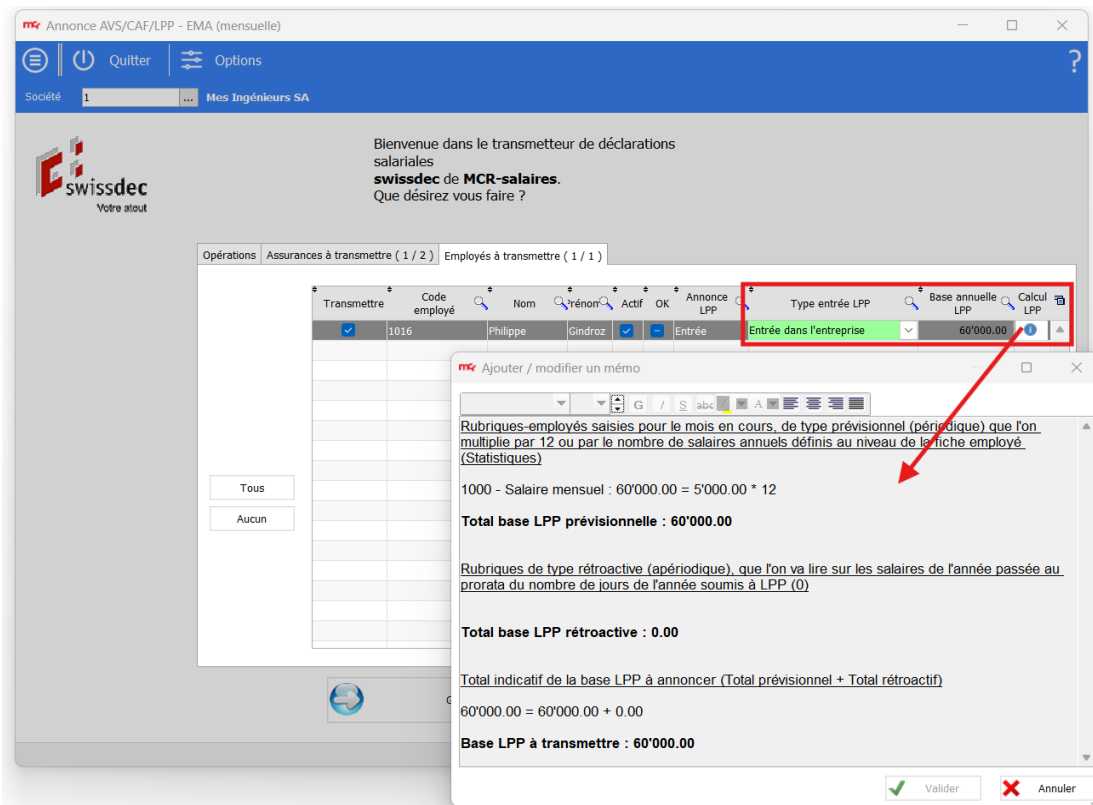 mcr Annonce AVS/CAF/LPP - EMA (mensuelle)
Quitter
Options
?
Société 1 ... Mes Ingénieurs SA
swissdec
Votre atout
Bienvenue dans le transmetteur de déclarations
salariales
swissdec de MCR-salaires.
Que désirez vous faire ?
Opérations
Assurances à transmettre ( 1 / 2 )
Employés à transmettre ( 1 / 1 )
Transmettre
Code
employé
Nom
Prénom
Actif
OK
Annonce
LPP
Type entrée LPP
Base annuelle
LPP
Calcul
LPP
1016 Philippe Gindroz Entrée Entrée dans l'entreprise 60'000.00
Tous
Aucun
mcr Ajouter / modifier un mémo
G / S abc A
Rubriques-employés saisies pour le mois en cours, de type prévisionnel (périodique) que l'on
multiplie par 12 ou par le nombre de salaires annuels définis au niveau de la fiche employé
(Statistiques)
1000 - Salaire mensuel : 60'000.00 = 5'000.00 * 12
Total base LPP prévisionnelle : 60'000.00
Rubriques de type rétroactive (apériodique), que l'on va lire sur les salaires de l'année passée au
prorata du nombre de jours de l'année soumis à LPP (0)
Total base LPP rétroactive : 0.00
Total indicatif de la base LPP à annoncer (Total prévisionnel + Total rétroactif)
60'000.00 = 60'000.00 + 0.00
Base LPP à transmettre : 60'000.00
Valider
Annuler